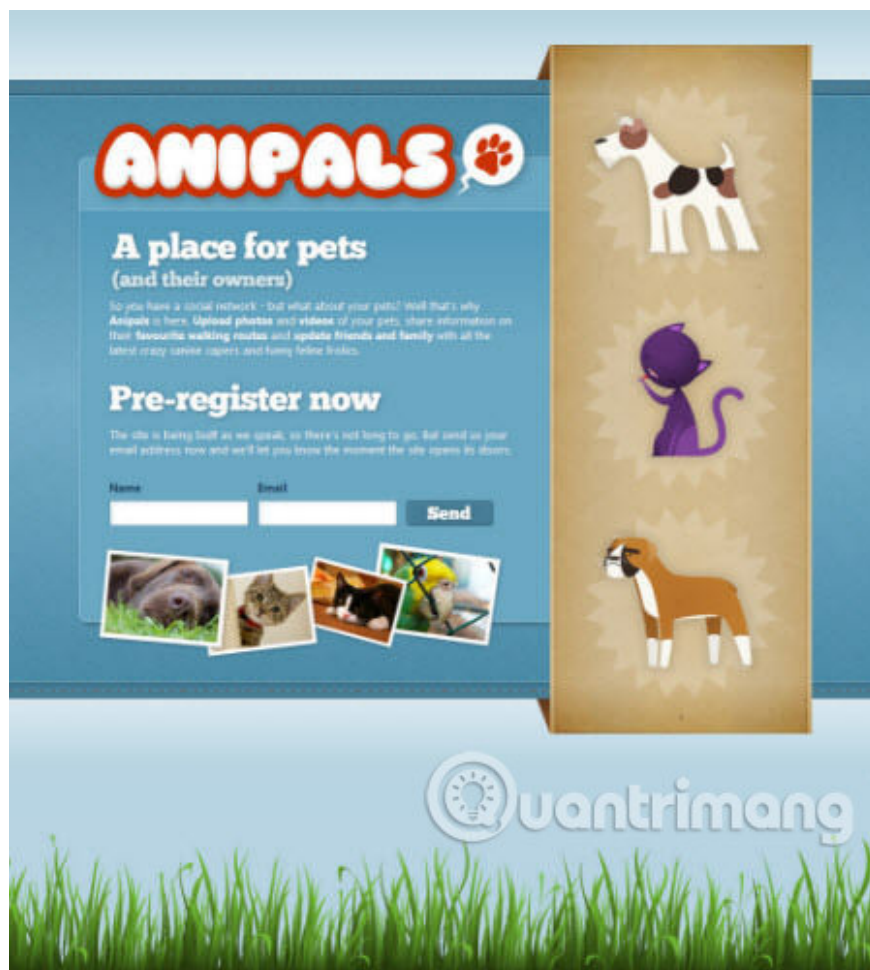 ANIPALS
A place for pets
(and their owners)
So you have a social network - but what about your pets? Well that's why
Anipals is here. Upload photos and videos of your pets, share information on
their favourite walking routes and update friends and family with all the
latest crazy canine capers and funny feline frolics.
Pre-register now
The site is being built as we speak, so there's not long to go. But send us your
email address now and we'll let you know the moment the site opens its doors.
Name Email
Send
Quantrimang